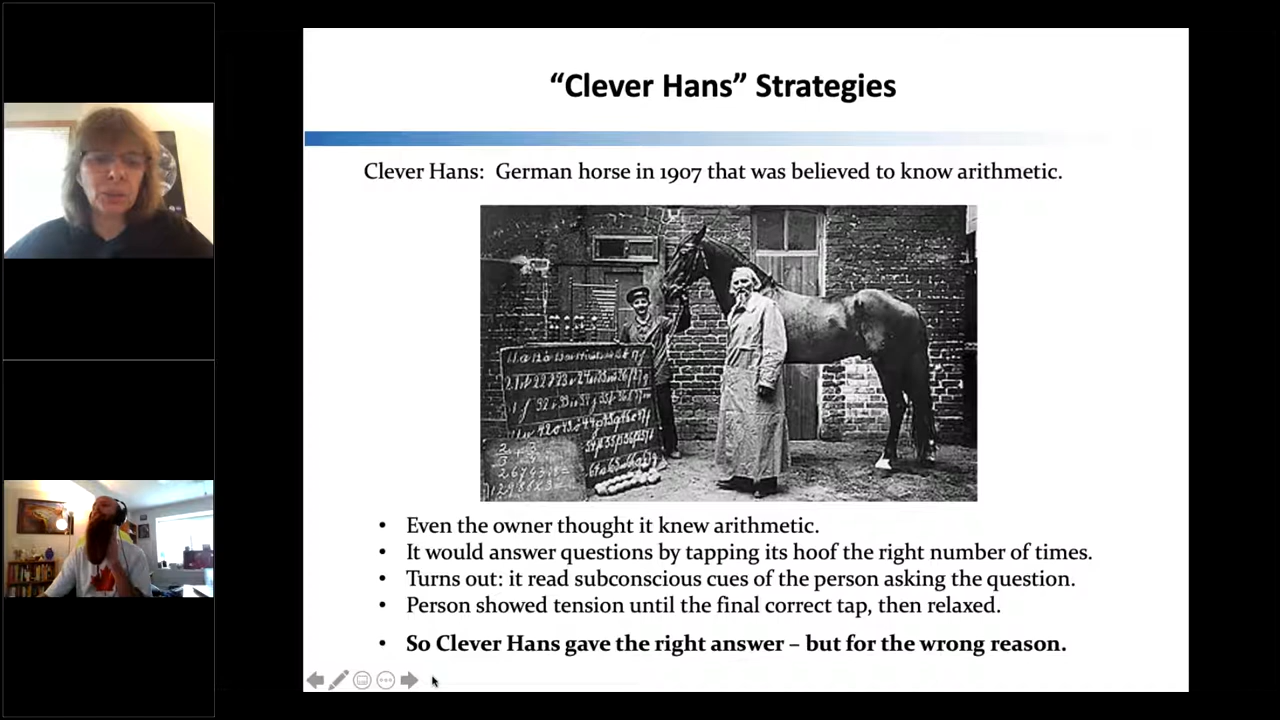 “Clever Hans” Strategies
Clever Hans: German horse in 1907 that was believed to know arithmetic.
• Even the owner thought it knew arithmetic.
• It would answer questions by tapping its hoof the right number of times.
• Turns out: it read subconscious cues of the person asking the question.
• Person showed tension until the final correct tap, then relaxed.
• So Clever Hans gave the right answer – but for the wrong reason.